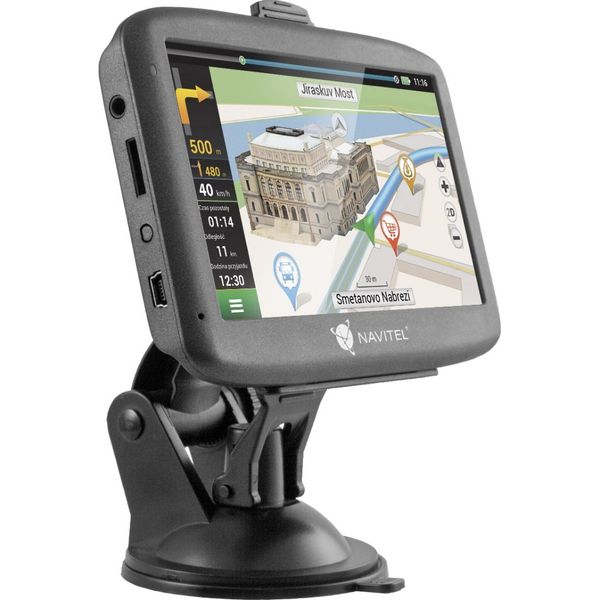 Jiraskuv Most
11:16
500
m
480 m
40 km/h
Czas pozostały
01:14
Odległość
11 km
Godzina przyjazdu
12:30
2D
30 m
Smetanovo Nabrezi
NAVITEL®